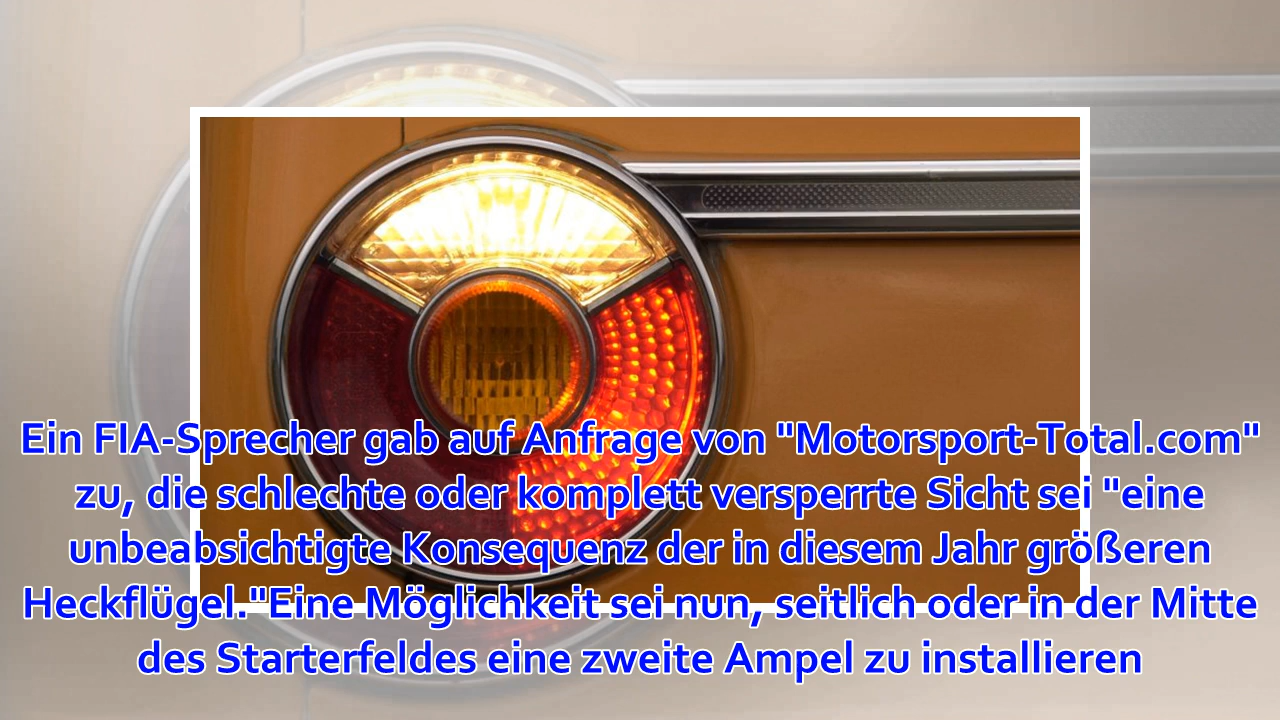 Ein FIA-Sprecher gab auf Anfrage von "Motorsport-Total.com"
zu, die schlechte oder komplett versperrte Sicht sei "eine
unbeabsichtigte Konsequenz der in diesem Jahr größeren
Heckflügel."Eine Möglichkeit sei nun, seitlich oder in der Mitte
des Starterfeldes eine zweite Ampel zu installieren